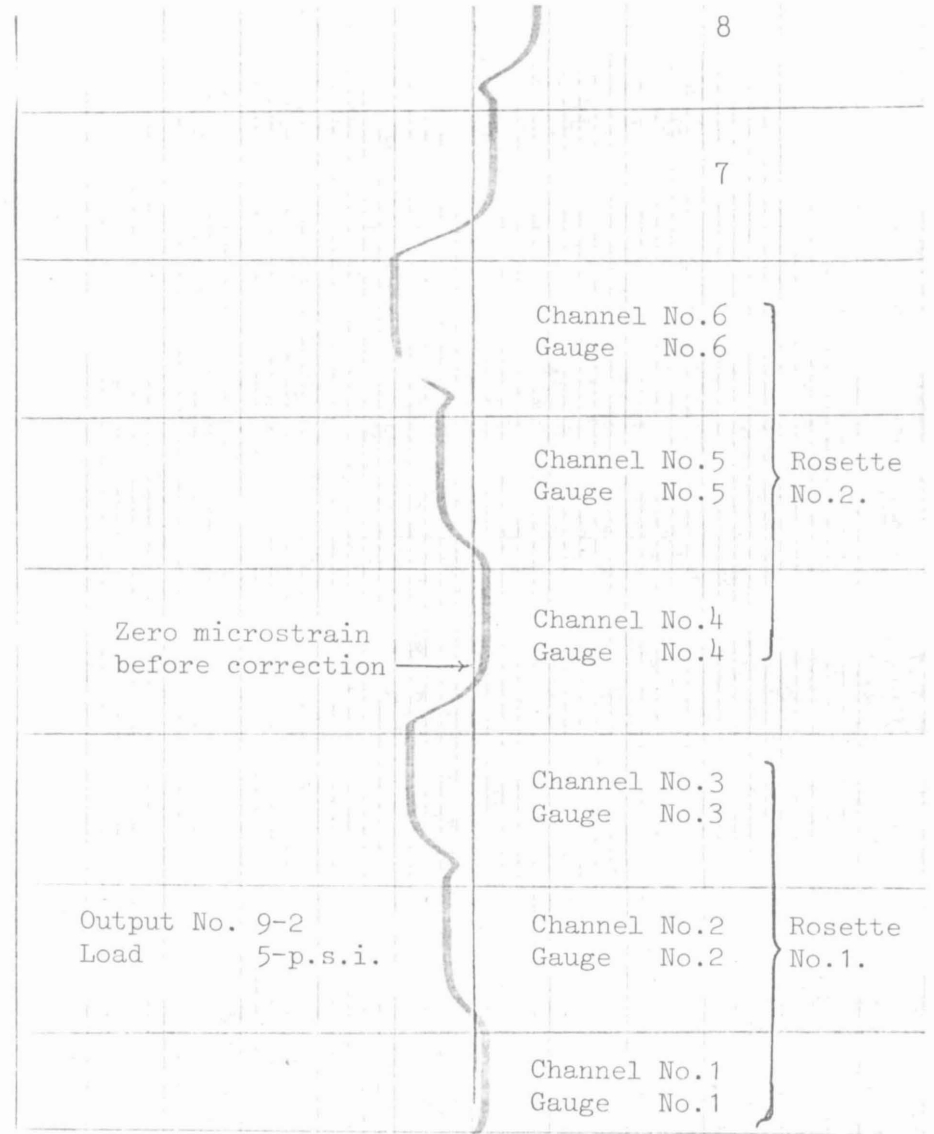 8
7
Channel No.6
Gauge No.6
Channel No.5
Gauge No.5
Rosette
No.2.
Channel No.4
Gauge No.4
Zero microstrain
before correction
Channel No.3
Gauge No.3
Output No. 9-2
Load 5-p.s.i.
Channel No.2
Gauge No.2
Rosette
No.1.
Channel No.1
Gauge No.1